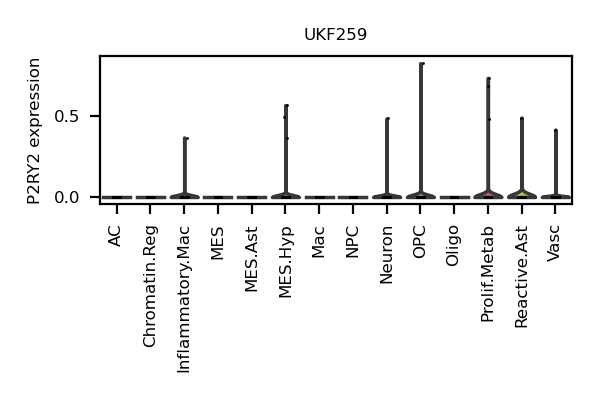 UKF259
P2RY2 expression
0.5
0.0
AC
Chromatin.Reg
Inflammatory.Mac
MES
MES.Ast
MES.Hyp
Mac
NPC
Neuron
OPC
Oligo
Prolif.Metab
Reactive.Ast
Vasc